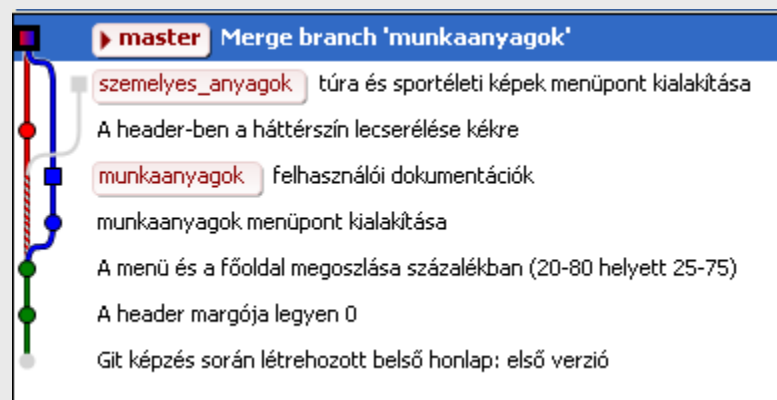 master Merge branch 'munkaanyagok'
szemelyes_anyagok túra és sportéleti képek menüpont kialakítása
A header-ben a háttérszín lecserélése kékre
munkaanyagok felhasználói dokumentációk
munkaanyagok menüpont kialakítása
A menü és a főoldal megoszlása százalékban (20-80 helyett 25-75)
A header margója legyen 0
Git képzés során létrehozott belső honlap: első verzió